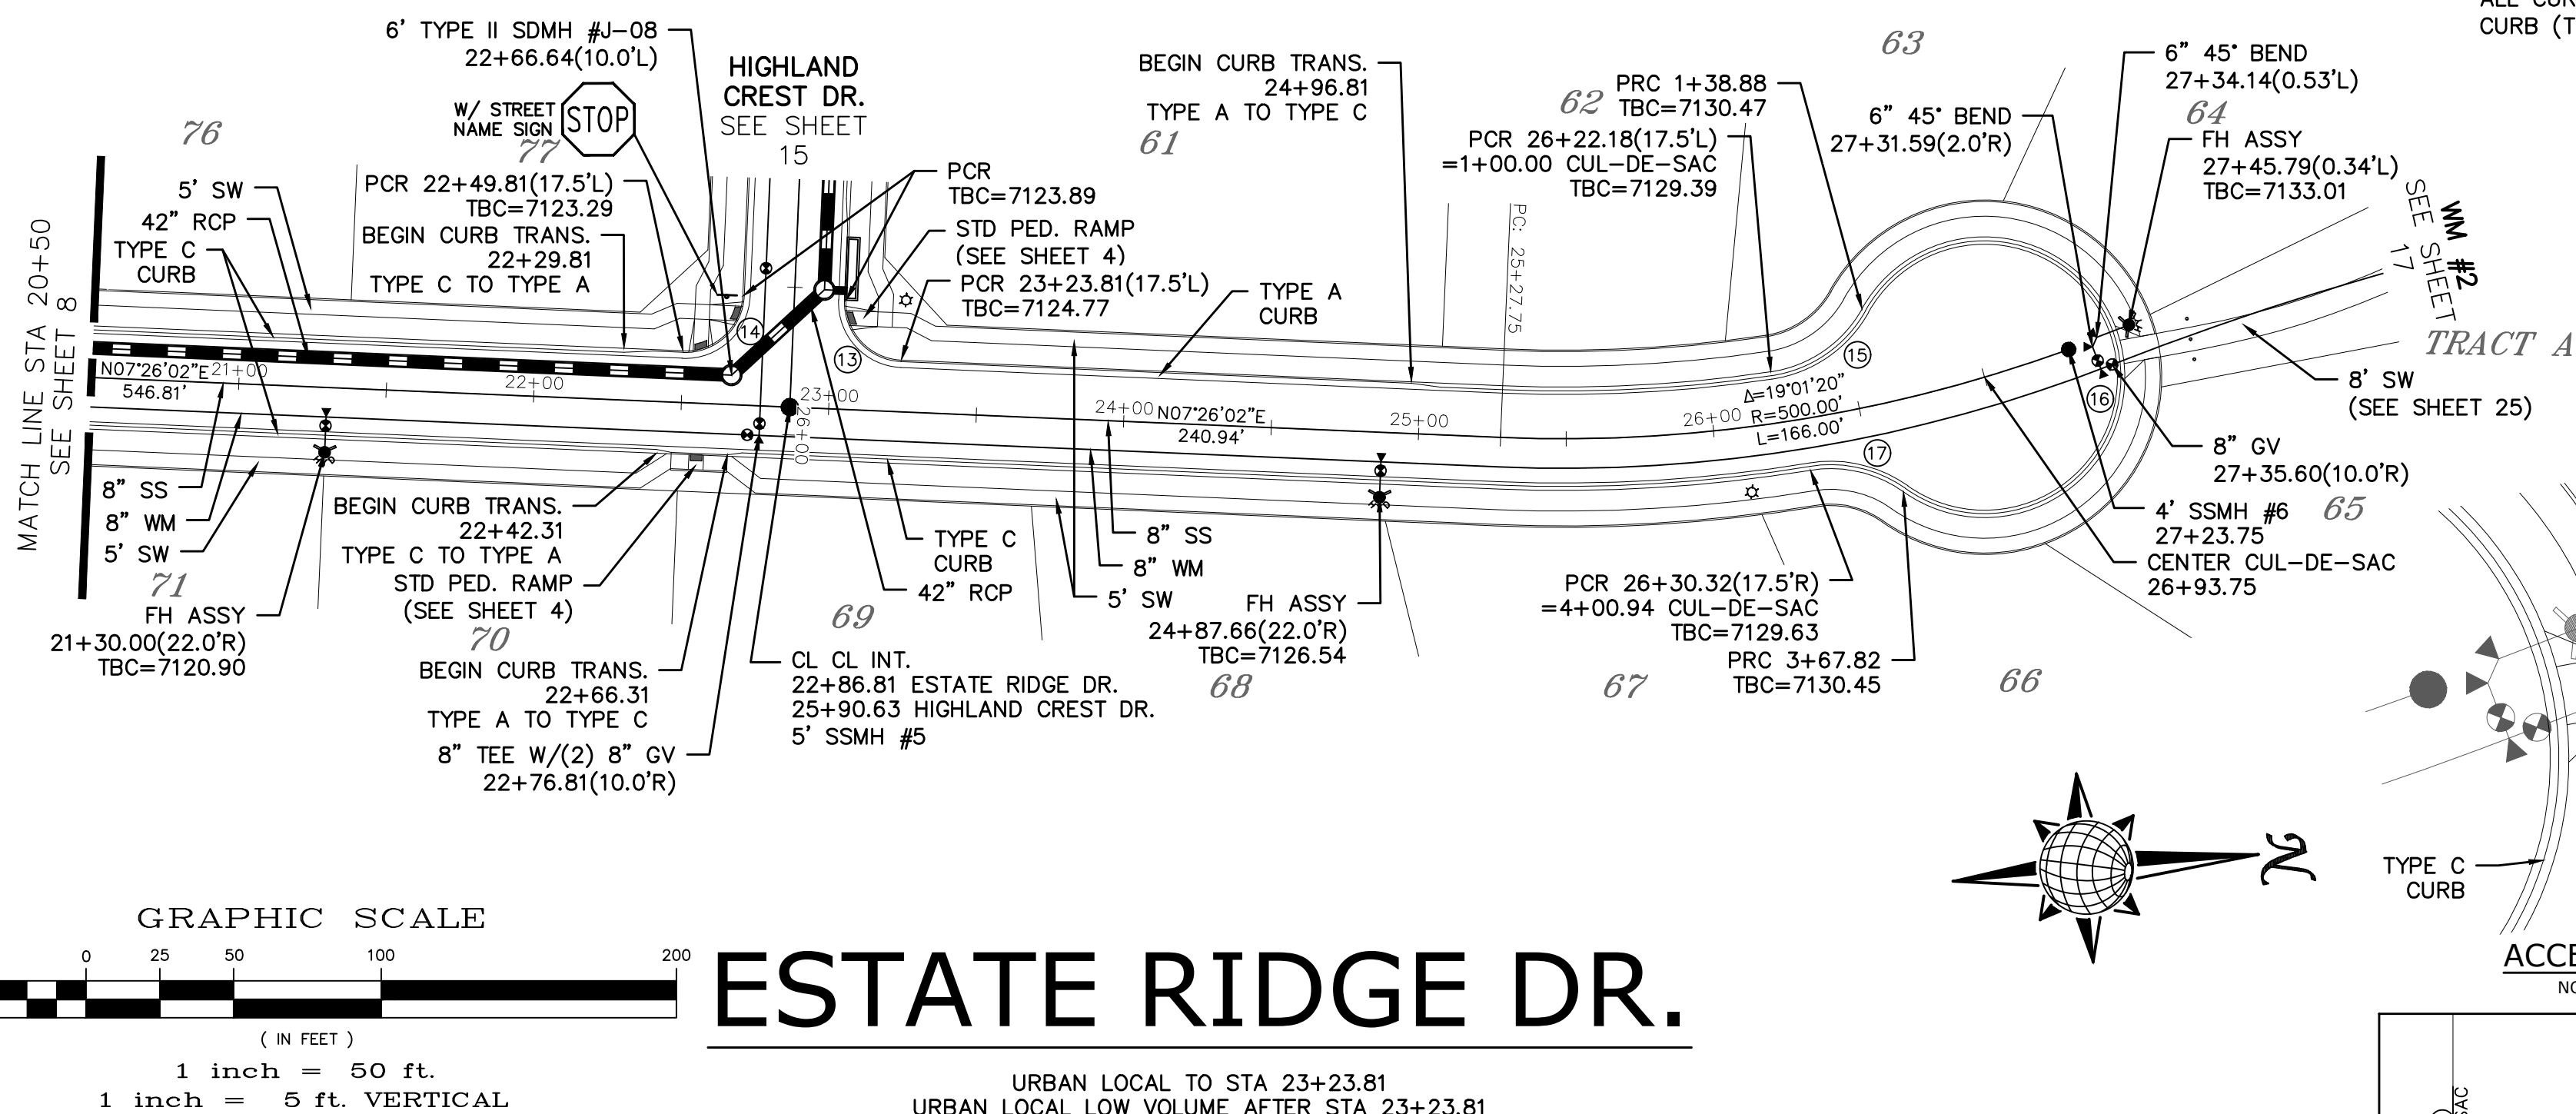 6' TYPE II SDMH #J-08
22+66.64(10.0'L)
W/ STREET
NAME SIGN
STOP
HIGHLAND
CREST DR.
SEE SHEET
15
76
77
5' SW
42" RCP
TYPE C
CURB
PCR 22+49.81(17.5'L)
TBC=7123.29
BEGIN CURB TRANS.
22+29.81
TYPE C TO TYPE A
MATCH LINE STA 20+50
SEE SHEET 8
PCR
TBC=7123.89
STD PED. RAMP
(SEE SHEET 4)
PCR 23+23.81(17.5'L)
TBC=7124.77
BEGIN CURB TRANS.
24+96.81
TYPE A TO TYPE C
61
TYPE A
CURB
62
PRC 1+38.88
TBC=7130.47
PCR 26+22.18(17.5'L)
=1+00.00 CUL-DE-SAC
TBC=7129.39
63
6" 45° BEND
27+31.59(2.0'R)
6" 45° BEND
27+34.14(0.53'L)
64
FH ASSY
27+45.79(0.34'L)
TBC=7133.01
ALL CUR
CURB (T
WM #2
SEE SHEET
17
TRACT A
PC: 25+27.75
14
13
15
16
17
N07°26'02"E
546.81'
21+00
22+00
23+00
26+00
24+00
N07°26'02"E
240.94'
25+00
26+00
Δ=19°01'20"
R=500.00'
L=166.00'
8' SW
(SEE SHEET 25)
8" GV
27+35.60(10.0'R)
4' SSMH #6
27+23.75
65
CENTER CUL-DE-SAC
26+93.75
8" SS
8" WM
5' SW
71
FH ASSY
21+30.00(22.0'R)
TBC=7120.90
BEGIN CURB TRANS.
22+42.31
TYPE C TO TYPE A
STD PED. RAMP
(SEE SHEET 4)
70
BEGIN CURB TRANS.
22+66.31
TYPE A TO TYPE C
8" TEE W/(2) 8" GV
22+76.81(10.0'R)
69
CL CL INT.
22+86.81 ESTATE RIDGE DR.
25+90.63 HIGHLAND CREST DR.
5' SSMH #5
TYPE C
CURB
42" RCP
8" SS
8" WM
5' SW
FH ASSY
24+87.66(22.0'R)
TBC=7126.54
68
PCR 26+30.32(17.5'R)
=4+00.94 CUL-DE-SAC
TBC=7129.63
PRC 3+67.82
TBC=7130.45
67
66
N
TYPE C
CURB
ACCE
NO
SAC
GRAPHIC SCALE
0 25 50 100 200
( IN FEET )
1 inch = 50 ft.
1 inch = 5 ft. VERTICAL
ESTATE RIDGE DR.
URBAN LOCAL TO STA 23+23.81
URBAN LOCAL LOW VOLUME AFTER STA 23+23.81